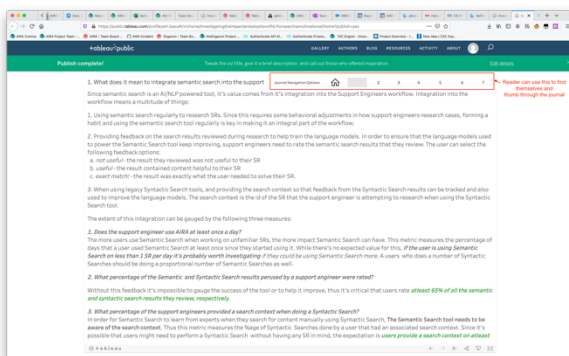 +ableau|public
GALLERY AUTHORS BLOG RESOURCES ACTIVITY ABOUT
Publish complete! Tweak the viz title, give it a brief description, and call out those who offered inspiration. Edit details
1. What does it mean to integrate semantic search into the support
Journal Navigation Options 2 3 4 5 6 7
Reader can use this to find
themselves and
thumb through the journal
Since semantic search is an AI/NLP powered tool, it's value comes from it's integration into the Support Engineers workflow. Integration into the
workflow means a multitude of things:
1. Using semantic search regularly to research SRs. Since this requires some behavioral adjustments in how support engineers research cases, forming a
habit and using the semantic search tool regularly is key in making it an integral part of the workflow.
2. Providing feedback on the search results reviewed during research to help train the language models. In order to ensure that the language models used
to power the Semantic Search tool keep improving, support engineers need to rate the semantic search results that they review. The user can select
the following feedback options:
a. not useful - the result they reviewed was not useful to their SR
b. useful - the result contained content helpful to their SR
c. exact match! - the result was exactly what the user needed to solve their SR.
3. When using legacy Syntactic Search tools, and providing the search context so that feedback from the Syntactic Search results can be tracked and also
used to improve the language models. The search context is the id of the SR that the support engineer is attempting to research when using the Syntactic
Search tool.
The extent of this integration can be gauged by the following three measures:
1. Does the support engineer use AIRA at least once a day?
The more users use Semantic Search when working on unfamiliar SRs, the more impact Semantic Search can have. This metric measures the percentage of
days that a user used Semantic Search at least once since they started using it. While there's no expected value for this, if the user is using Semantic
Search on less than 1 SR per day it's probably worth investigating if they could be using Semantic Search more. A users who does a number of Syntactic
Searches should be doing a proportional number of Semantic Searches as well.
2. What percentage of the Semantic and Syntactic Search results perused by a support engineer were rated?
Without this feedback it's impossible to gauge the success of the tool or to help it improve, thus it's critical that users rate atleast 65% of all the semantic
and syntactic search results they review, respectively.
3. What percentage of the support engineers provided a search context when doing a Syntactic Search?
In order for Semantic Search to learn from experts when they search for content manually using Syntactic Search, The Semantic Search tool needs to be
aware of the search context. Thus this metric measures the %age of Syntactic Searches done by a user that had an associated search context. Since it's
possible that users might need to perform a Syntactic Search without having any SR in mind, the expectation is users provide a search context on atleast
+ableau